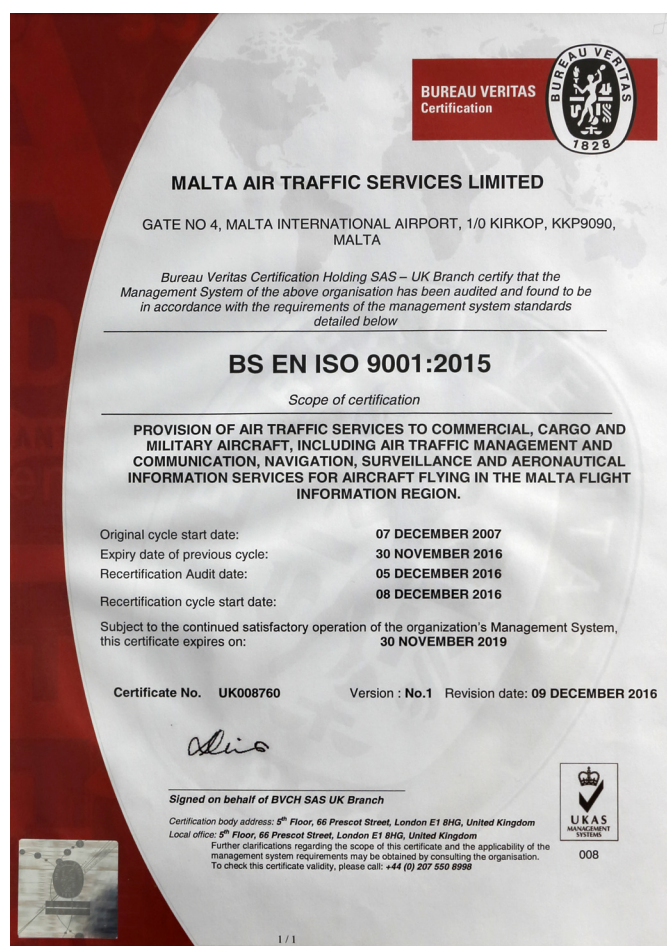 BUREAU VERITAS
Certification
BUREAU VERITAS
1828
MALTA AIR TRAFFIC SERVICES LIMITED
GATE NO 4, MALTA INTERNATIONAL AIRPORT, 1/0 KIRKOP, KKP9090,
MALTA
Bureau Veritas Certification Holding SAS – UK Branch certify that the
Management System of the above organisation has been audited and found to be
in accordance with the requirements of the management system standards
detailed below
BS EN ISO 9001:2015
Scope of certification
PROVISION OF AIR TRAFFIC SERVICES TO COMMERCIAL, CARGO AND
MILITARY AIRCRAFT, INCLUDING AIR TRAFFIC MANAGEMENT AND
COMMUNICATION, NAVIGATION, SURVEILLANCE AND AERONAUTICAL
INFORMATION SERVICES FOR AIRCRAFT FLYING IN THE MALTA FLIGHT
INFORMATION REGION.
Original cycle start date: 07 DECEMBER 2007
Expiry date of previous cycle: 30 NOVEMBER 2016
Recertification Audit date: 05 DECEMBER 2016
Recertification cycle start date: 08 DECEMBER 2016
Subject to the continued satisfactory operation of the organization's Management System,
this certificate expires on: 30 NOVEMBER 2019
Certificate No. UK008760 Version : No.1 Revision date: 09 DECEMBER 2016
Signed on behalf of BVCH SAS UK Branch
Certification body address: 5th Floor, 66 Prescot Street, London E1 8HG, United Kingdom
Local office: 5th Floor, 66 Prescot Street, London E1 8HG, United Kingdom
Further clarifications regarding the scope of this certificate and the applicability of the
management system requirements may be obtained by consulting the organisation.
To check this certificate validity, please call: +44 (0) 207 550 8998
UKAS
MANAGEMENT
SYSTEMS
008
1 / 1